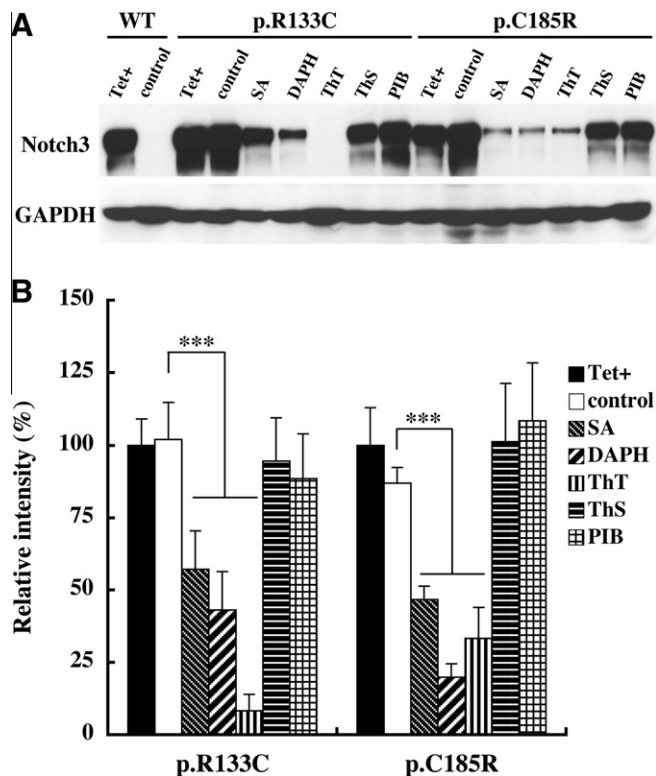 A
WT p.R133C p.C185R
Tet+ control Tet+ control SA DAPH ThT ThS PIB Tet+ control SA DAPH ThT ThS PIB
Notch3
GAPDH
B
150
125
100
75
50
25
0
Relative intensity (%)
***
***
Tet+
control
SA
DAPH
ThT
ThS
PIB
p.R133C p.C185R